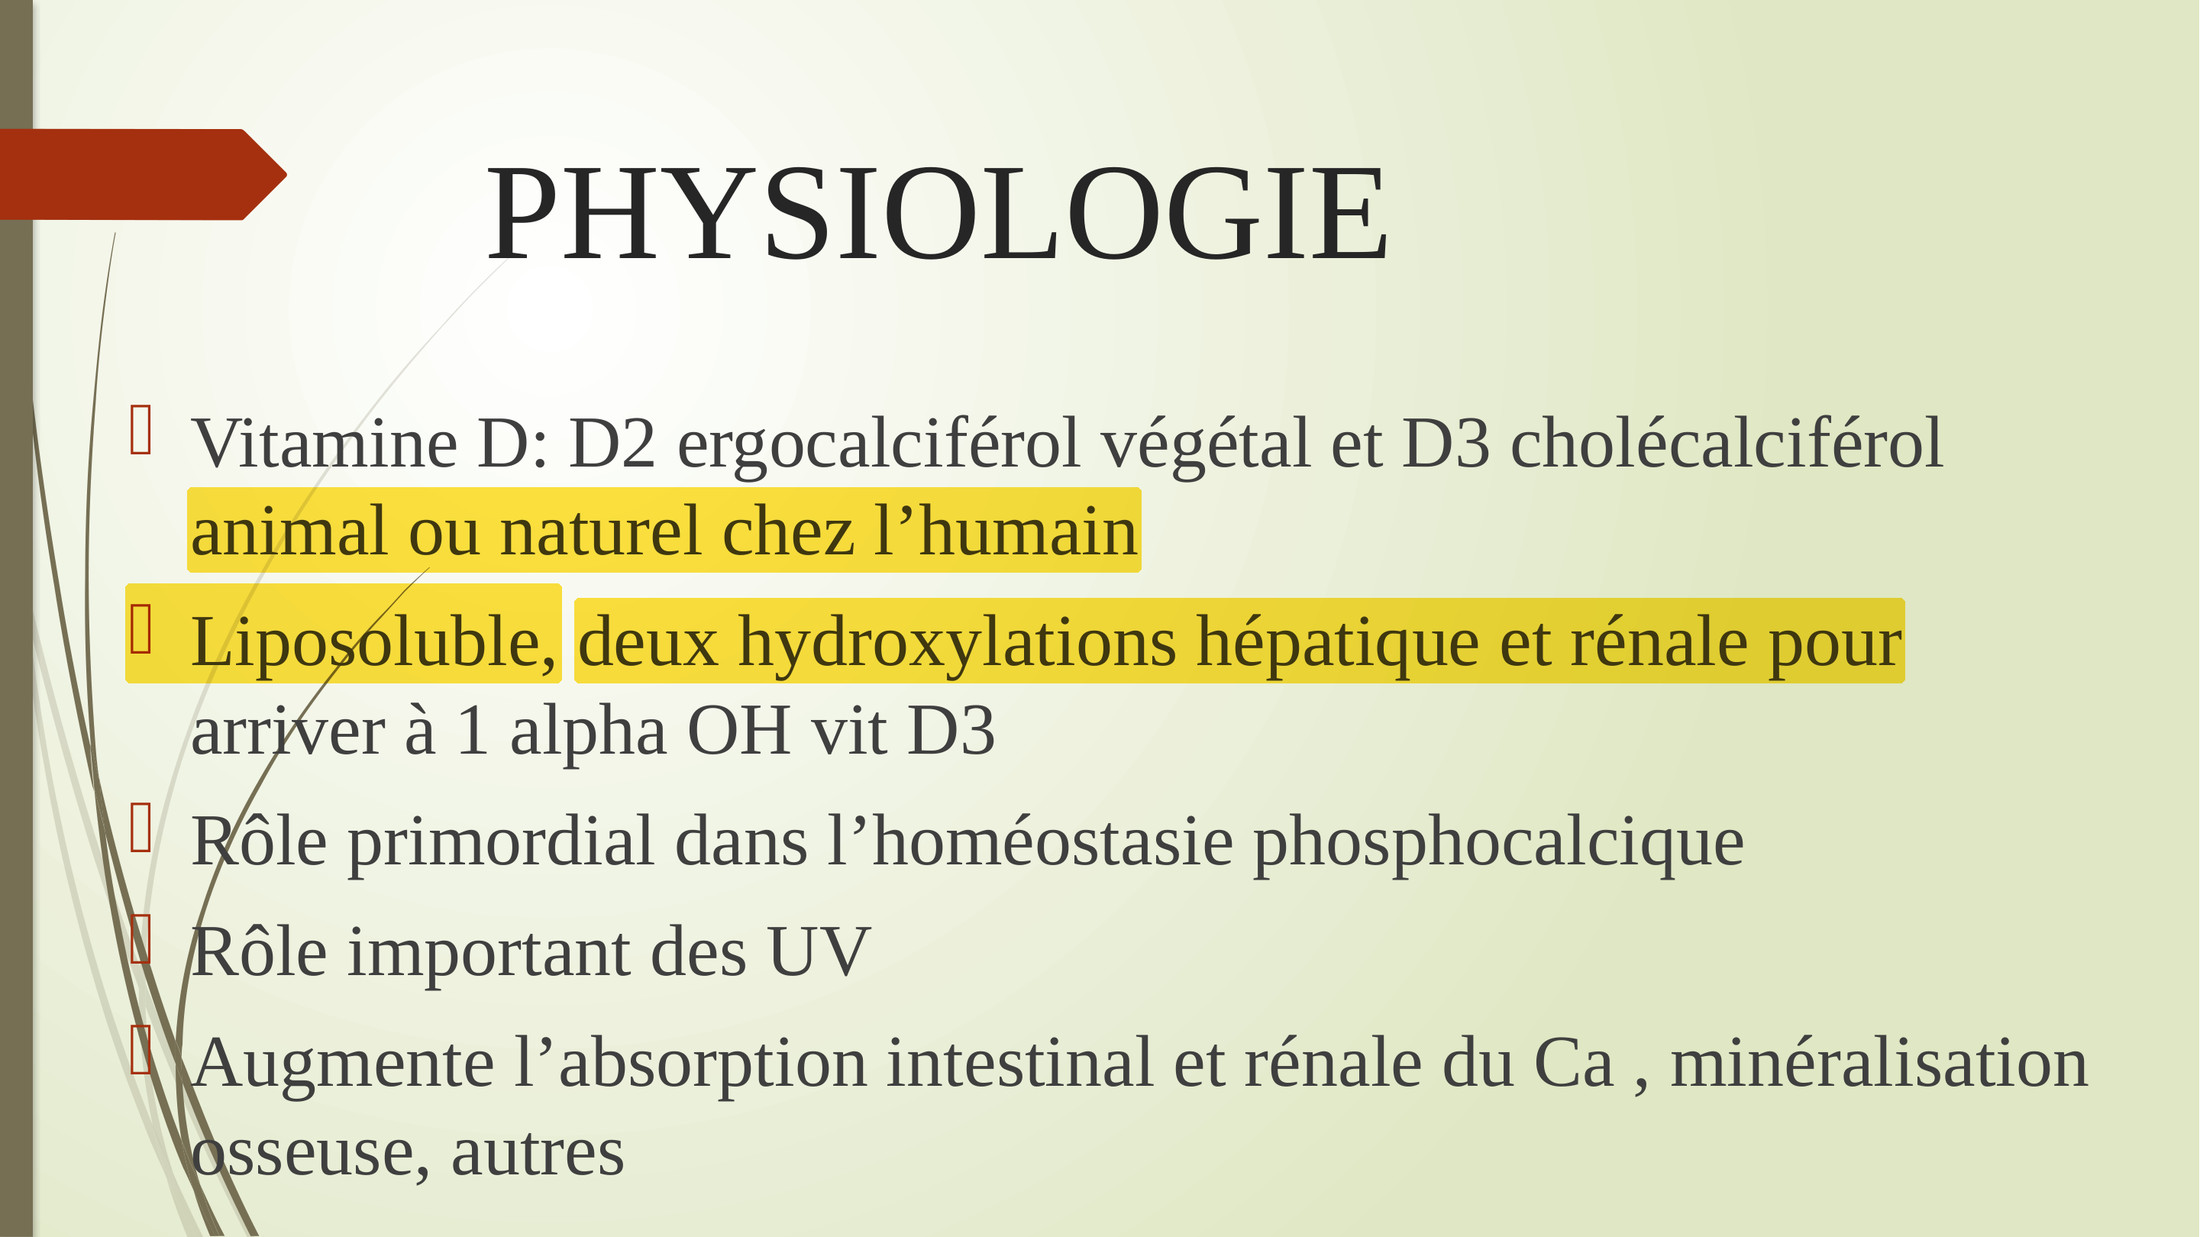 PHYSIOLOGIE
Vitamine D: D2 ergocalciférol végétal et D3 cholécalciférol
animal ou naturel chez l’humain
Liposoluble, deux hydroxylations hépatique et rénale pour
arriver à 1 alpha OH vit D3
Rôle primordial dans l’homéostasie phosphocalcique
Rôle important des UV
Augmente l’absorption intestinal et rénale du Ca , minéralisation
osseuse, autres